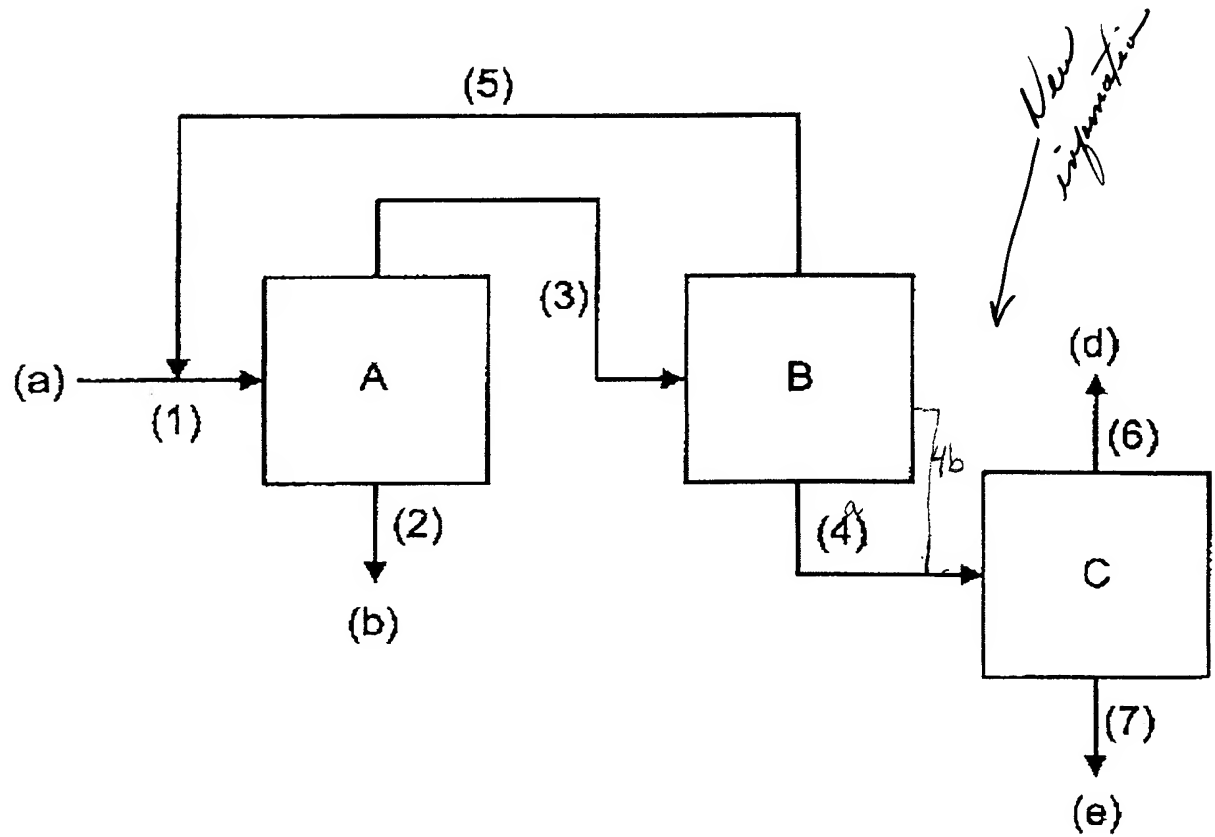 New
information
(5)
(3)
(a)
A
B
(d)
(1)
(6)
4b
(2)
(4)
a
C
(b)
(7)
(e)